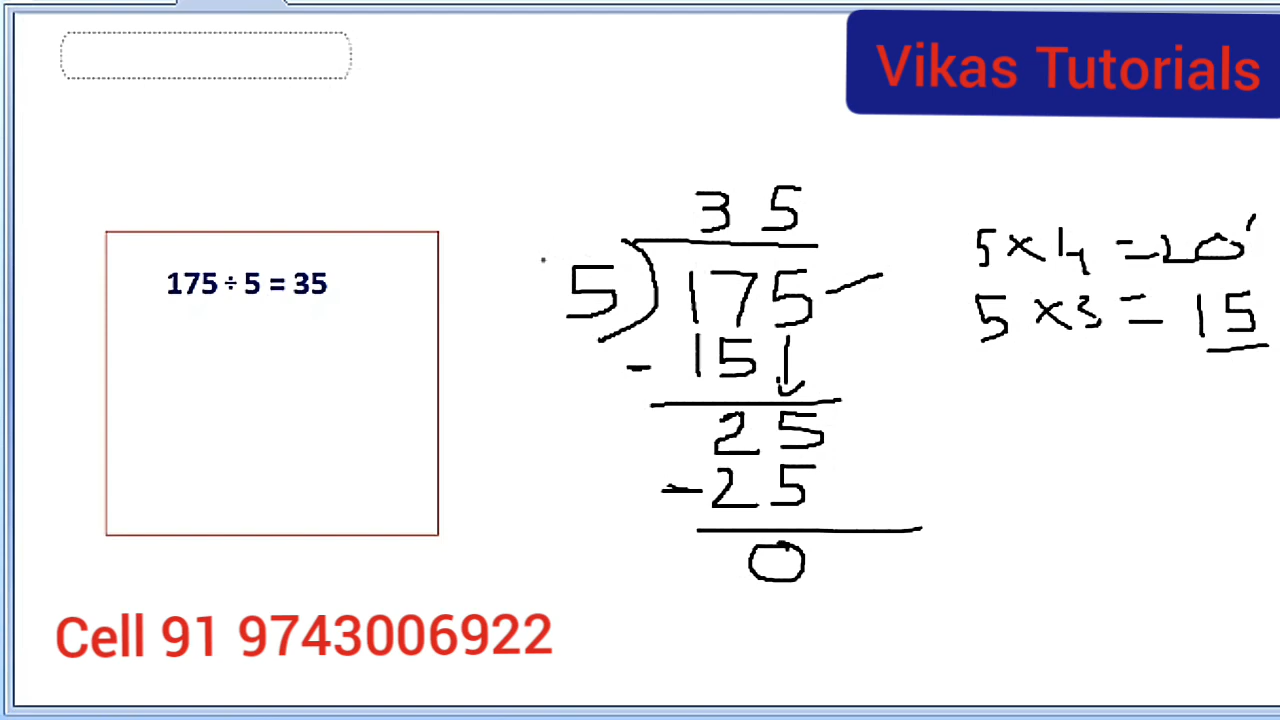 Vikas Tutorials
175 ÷ 5 = 35
35
5)175
- 15
25
- 25
0
5 x 4 = 20
5 x 3 = 15
Cell 91 9743006922